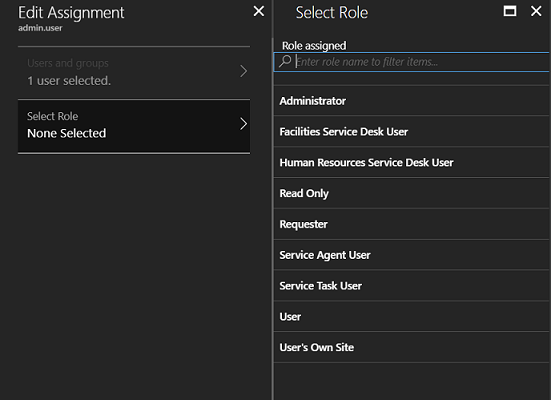 Edit Assignment
admin.user
Users and groups
1 user selected.
Select Role
None Selected
Select Role
Role assigned
Enter role name to filter items...
Administrator
Facilities Service Desk User
Human Resources Service Desk User
Read Only
Requester
Service Agent User
Service Task User
User
User's Own Site